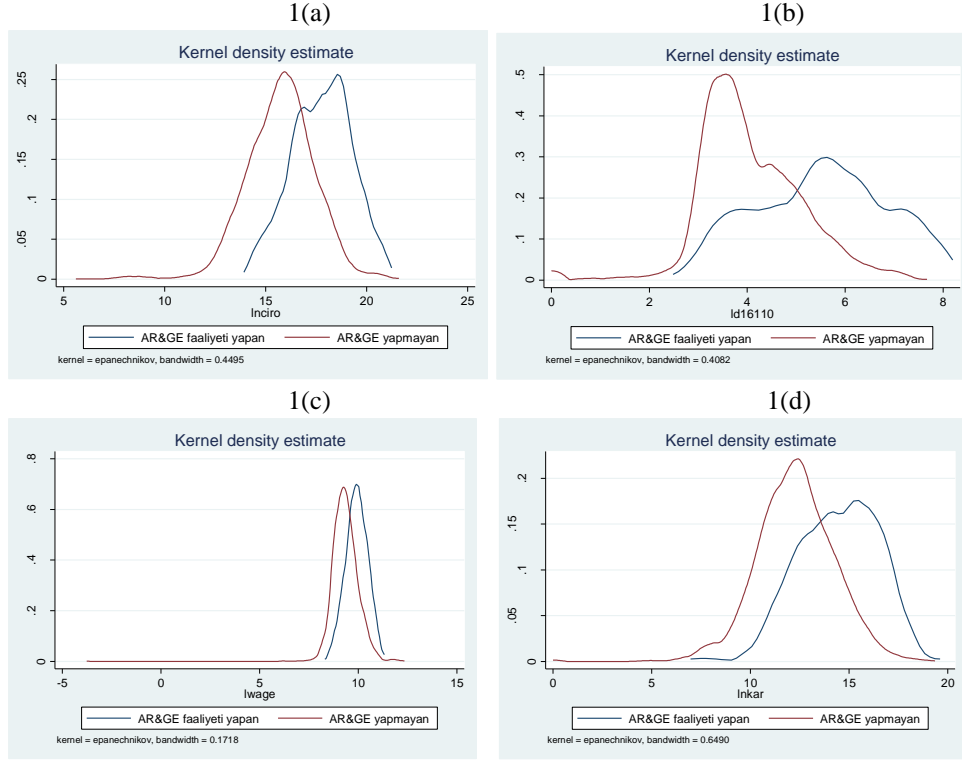 1(a)
Kernel density estimate
.25
.2
.15
.1
.05
0
5 10 15 20 25
lnciro
AR&GE faaliyeti yapan AR&GE yapmayan
kernel = epanechnikov, bandwidth = 0.4495
1(b)
Kernel density estimate
.5
.4
.3
.2
.1
0
0 2 4 6 8
ld16110
AR&GE faaliyeti yapan AR&GE yapmayan
kernel = epanechnikov, bandwidth = 0.4082
1(c)
Kernel density estimate
.8
.6
.4
.2
0
-5 0 5 10 15
lwage
AR&GE faaliyeti yapan AR&GE yapmayan
kernel = epanechnikov, bandwidth = 0.1718
1(d)
Kernel density estimate
.2
.15
.1
.05
0
0 5 10 15 20
lnkar
AR&GE faaliyeti yapan AR&GE yapmayan
kernel = epanechnikov, bandwidth = 0.6490